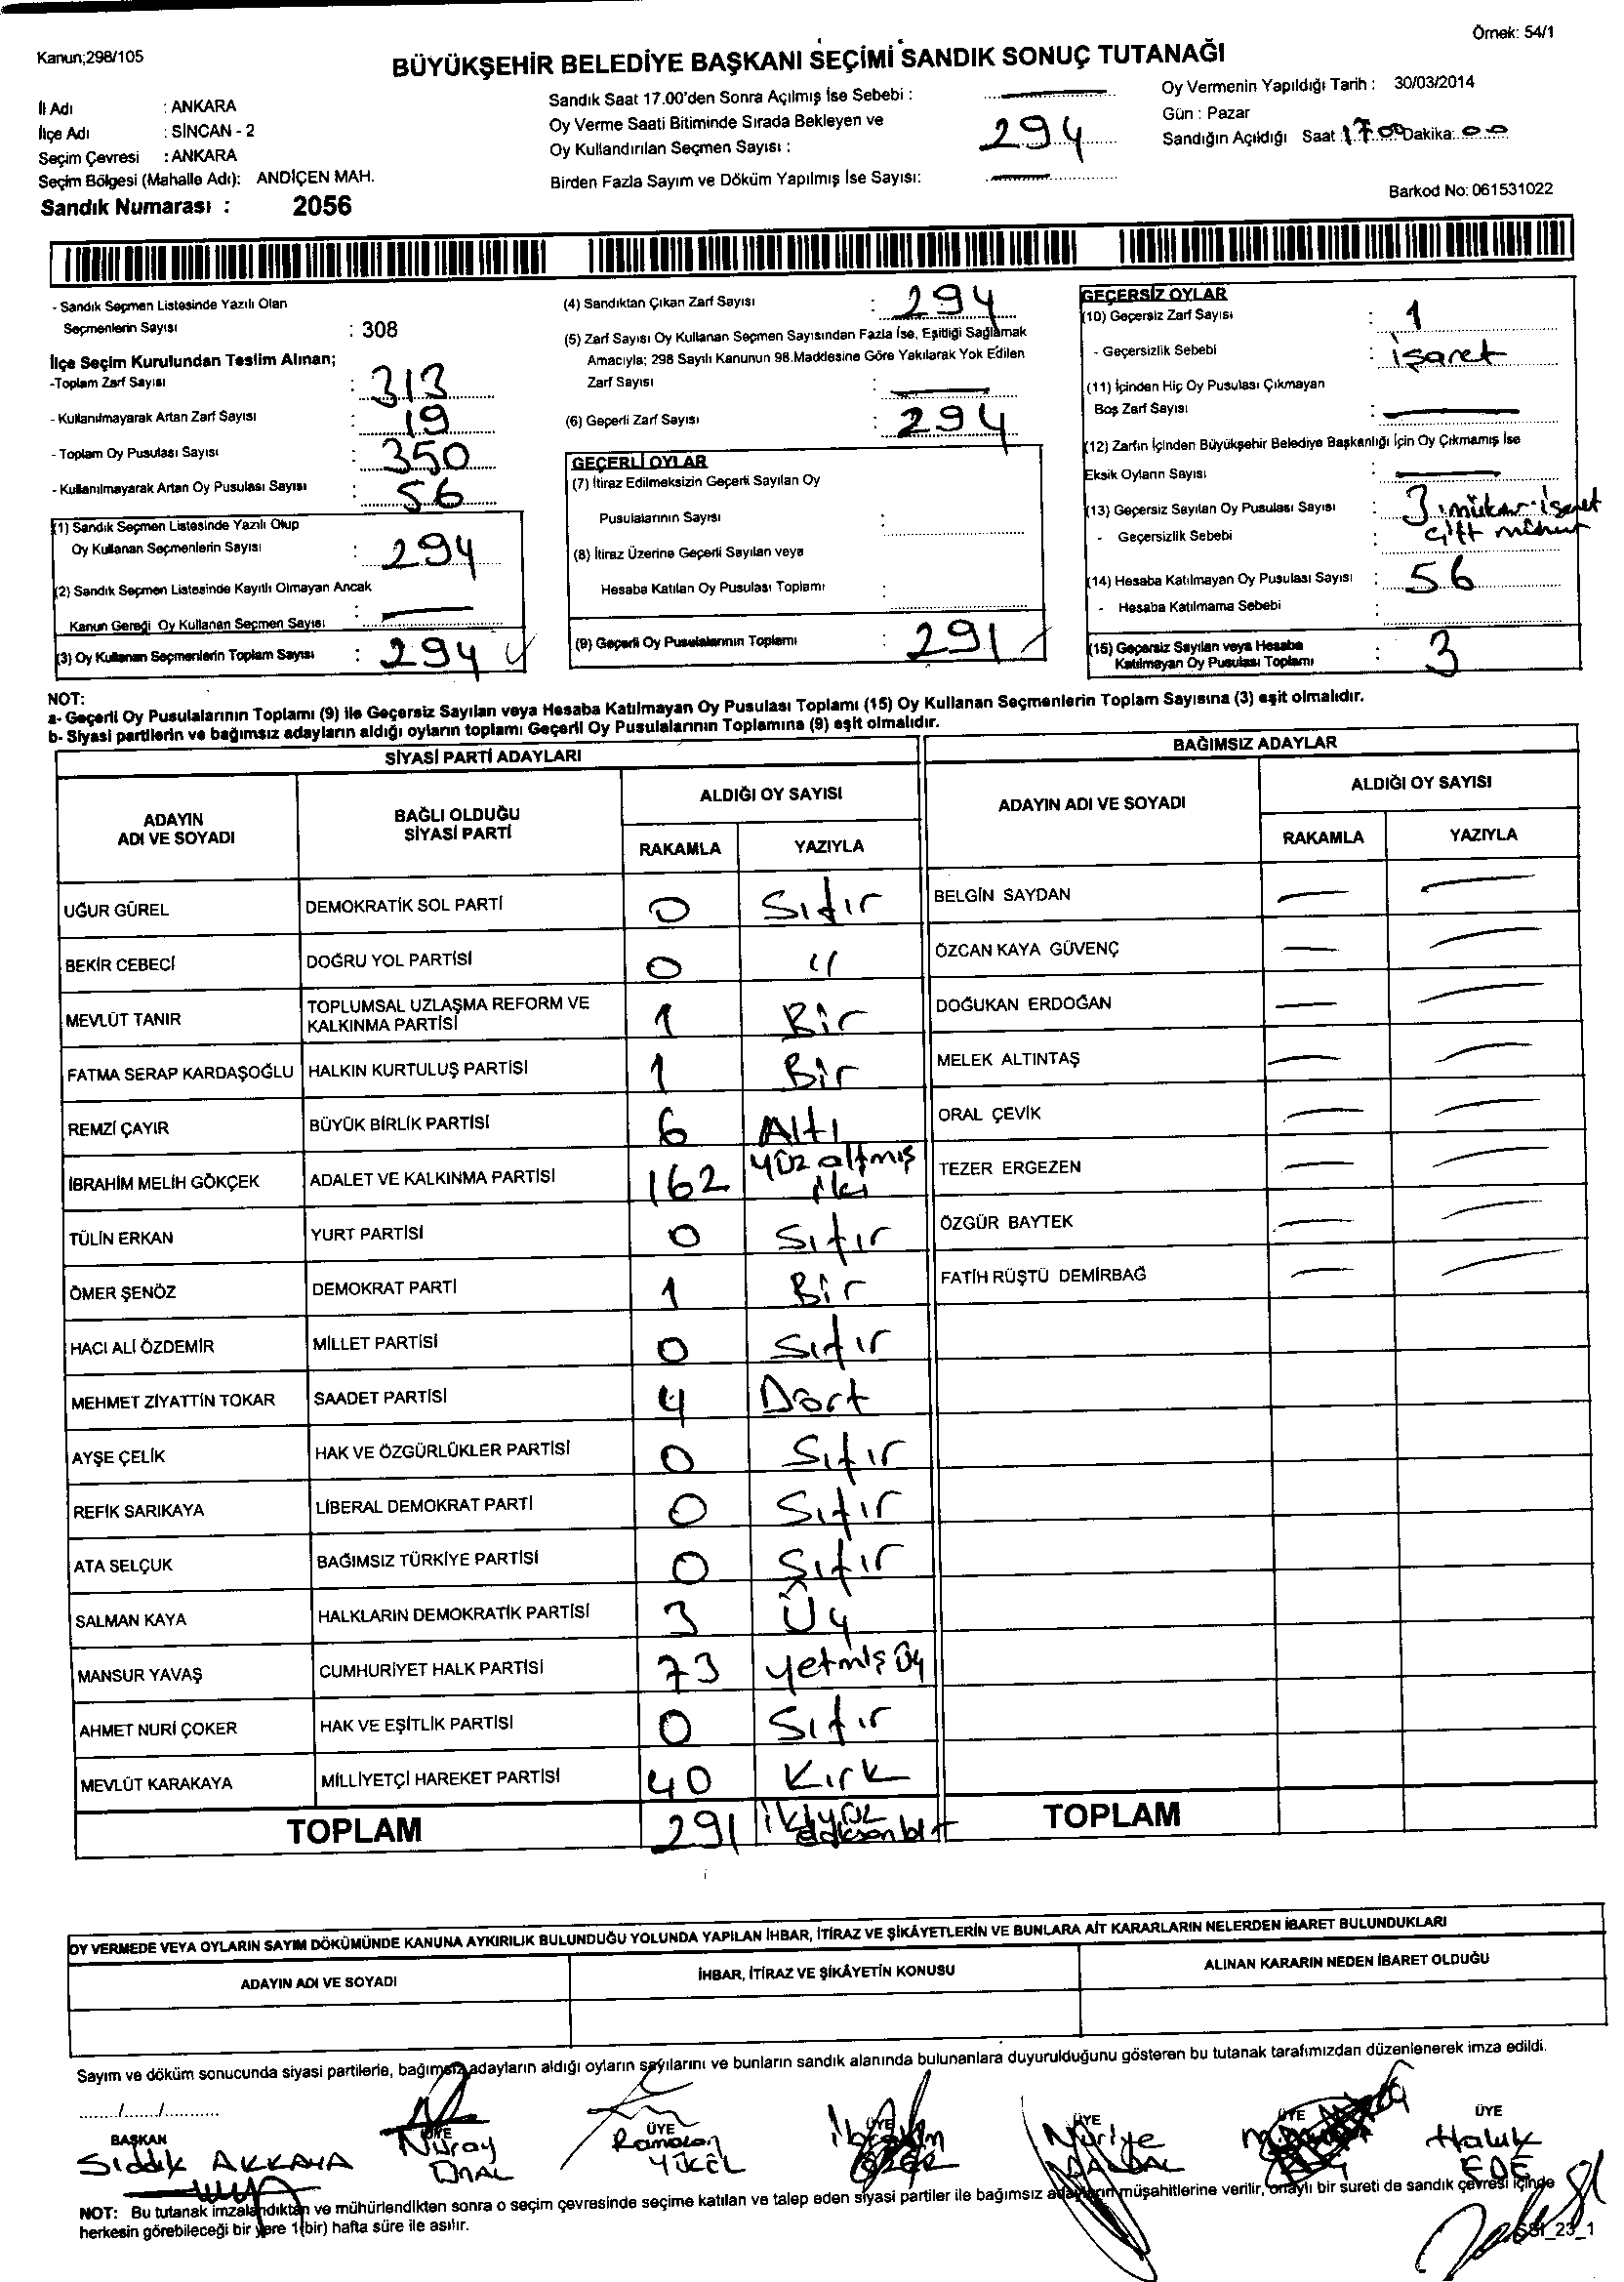 Örnek: 54/1
Kanun;298/105
BÜYÜKŞEHİR BELEDİYE BAŞKANI SEÇİMİ SANDIK SONUÇ TUTANAĞI
İl Adı : ANKARA
İlçe Adı : SİNCAN - 2
Seçim Çevresi : ANKARA
Seçim Bölgesi (Mahalle Adı): ANDİÇEN MAH.
Sandık Numarası : 2056
Sandık Saat 17.00'den Sonra Açılmış İse Sebebi :
Oy Verme Saati Bitiminde Sırada Bekleyen ve
Oy Kullandırılan Seçmen Sayısı : 294
Birden Fazla Sayım ve Döküm Yapılmış İse Sayısı:
Oy Vermenin Yapıldığı Tarih : 30/03/2014
Gün : Pazar
Sandığın Açıldığı Saat : 17 00 Dakika: 00
Barkod No: 061531022
- Sandık Seçmen Listesinde Yazılı Olan
Seçmenlerin Sayısı : 308
İlçe Seçim Kurulundan Teslim Alınan;
-Toplam Zarf Sayısı : 313
- Kullanılmayarak Artan Zarf Sayısı : 19
- Toplam Oy Pusulası Sayısı : 350
- Kullanılmayarak Artan Oy Pusulası Sayısı : 56
(1) Sandık Seçmen Listesinde Yazılı Olup
Oy Kullanan Seçmenlerin Sayısı : 294
(2) Sandık Seçmen Listesinde Kayıtlı Olmayan Ancak
Kanun Gereği Oy Kullanan Seçmen Sayısı :
(3) Oy Kullanan Seçmenlerin Toplam Sayısı : 294
(4) Sandıktan Çıkan Zarf Sayısı : 294
(5) Zarf Sayısı Oy Kullanan Seçmen Sayısından Fazla İse, Eşitliği Sağlamak
Amacıyla; 298 Sayılı Kanunun 98.Maddesine Göre Yakılarak Yok Edilen
Zarf Sayısı :
(6) Geçerli Zarf Sayısı : 294
GEÇERLİ OYLAR
(7) İtiraz Edilmeksizin Geçerli Sayılan Oy
Pusulalarının Sayısı :
(8) İtiraz Üzerine Geçerli Sayılan veya
Hesaba Katılan Oy Pusulası Toplamı :
(9) Geçerli Oy Pusulalarının Toplamı : 291
GEÇERSİZ OYLAR
(10) Geçersiz Zarf Sayısı : 1
- Geçersizlik Sebebi : işaret
(11) İçinden Hiç Oy Pusulası Çıkmayan
Boş Zarf Sayısı :
(12) Zarfın İçinden Büyükşehir Belediye Başkanlığı İçin Oy Çıkmamış İse
Eksik Oyların Sayısı :
(13) Geçersiz Sayılan Oy Pusulası Sayısı : 3
- Geçersizlik Sebebi : çift mühür
(14) Hesaba Katılmayan Oy Pusulası Sayısı : 56
- Hesaba Katılmama Sebebi :
(15) Geçersiz Sayılan veya Hesaba
Katılmayan Oy Pusulası Toplamı : 3
NOT:
a- Geçerli Oy Pusulalarının Toplamı (9) ile Geçersiz Sayılan veya Hesaba Katılmayan Oy Pusulası Toplamı (15) Oy Kullanan Seçmenlerin Toplam Sayısına (3) eşit olmalıdır.
b- Siyasi partilerin ve bağımsız adayların aldığı oyların toplamı Geçerli Oy Pusulalarının Toplamına (9) eşit olmalıdır.
SİYASİ PARTİ ADAYLARI
ADAYIN ADI VE SOYADI
BAĞLI OLDUĞU SİYASİ PARTİ
ALDIĞI OY SAYISI
RAKAMLA YAZIYLA
UĞUR GÜREL DEMOKRATİK SOL PARTİ 0 Sıfır
BEKİR CEBECİ DOĞRU YOL PARTİSİ 0 "
MEVLÜT TANIR TOPLUMSAL UZLAŞMA REFORM VE KALKINMA PARTİSİ 1 Bir
FATMA SERAP KARDAŞOĞLU HALKIN KURTULUŞ PARTİSİ 1 Bir
REMZİ ÇAYIR BÜYÜK BİRLİK PARTİSİ 6 Altı
İBRAHİM MELİH GÖKÇEK ADALET VE KALKINMA PARTİSİ 162 yüz altmış iki
TÜLİN ERKAN YURT PARTİSİ 0 Sıfır
ÖMER ŞENÖZ DEMOKRAT PARTİ 1 Bir
HACI ALİ ÖZDEMİR MİLLET PARTİSİ 0 Sıfır
MEHMET ZİYATTİN TOKAR SAADET PARTİSİ 4 Dört
AYŞE ÇELİK HAK VE ÖZGÜRLÜKLER PARTİSİ 0 Sıfır
REFİK SARIKAYA LİBERAL DEMOKRAT PARTİ 0 Sıfır
ATA SELÇUK BAĞIMSIZ TÜRKİYE PARTİSİ 0 Sıfır
SALMAN KAYA HALKLARIN DEMOKRATİK PARTİSİ 3 Üç
MANSUR YAVAŞ CUMHURİYET HALK PARTİSİ 73 yetmiş üç
AHMET NURİ ÇOKER HAK VE EŞİTLİK PARTİSİ 0 Sıfır
MEVLÜT KARAKAYA MİLLİYETÇİ HAREKET PARTİSİ 40 Kırk
TOPLAM 291
BAĞIMSIZ ADAYLAR
ADAYIN ADI VE SOYADI
ALDIĞI OY SAYISI
RAKAMLA YAZIYLA
BELGİN SAYDAN
ÖZCAN KAYA GÜVENÇ
DOĞUKAN ERDOĞAN
MELEK ALTINTAŞ
ORAL ÇEVİK
TEZER ERGEZEN
ÖZGÜR BAYTEK
FATİH RÜŞTÜ DEMİRBAĞ
TOPLAM
OY VERMEDE VEYA OYLARIN SAYIM DÖKÜMÜNDE KANUNA AYKIRILIK BULUNDUĞU YOLUNDA YAPILAN İHBAR, İTİRAZ VE ŞİKÂYETLERİN VE BUNLARA AİT KARARLARIN NELERDEN İBARET BULUNDUKLARI
ADAYIN ADI VE SOYADI İHBAR, İTİRAZ VE ŞİKÂYETİN KONUSU ALINAN KARARIN NEDEN İBARET OLDUĞU
Sayım ve döküm sonucunda siyasi partilerle, bağımsız adayların aldığı oyların sayılarını ve bunların sandık alanında bulunanlara duyurulduğunu gösteren bu tutanak tarafımızdan düzenlenerek imza edildi.
......./......./............
BAŞKAN ÜYE ÜYE ÜYE ÜYE ÜYE ÜYE
Sıddık AKKAYA Nuray ÜNAL Ramazan YÜCEL İbrahim Nuriye Haluk EDE
NOT: Bu tutanak imzalandıktan ve mühürlendikten sonra o seçim çevresinde seçime katılan ve talep eden siyasi partiler ile bağımsız adayların müşahitlerine verilir, onaylı bir sureti de sandık çevresi içinde
herkesin görebileceği bir yere 1(bir) hafta süre ile asılır.
SSI_23_1